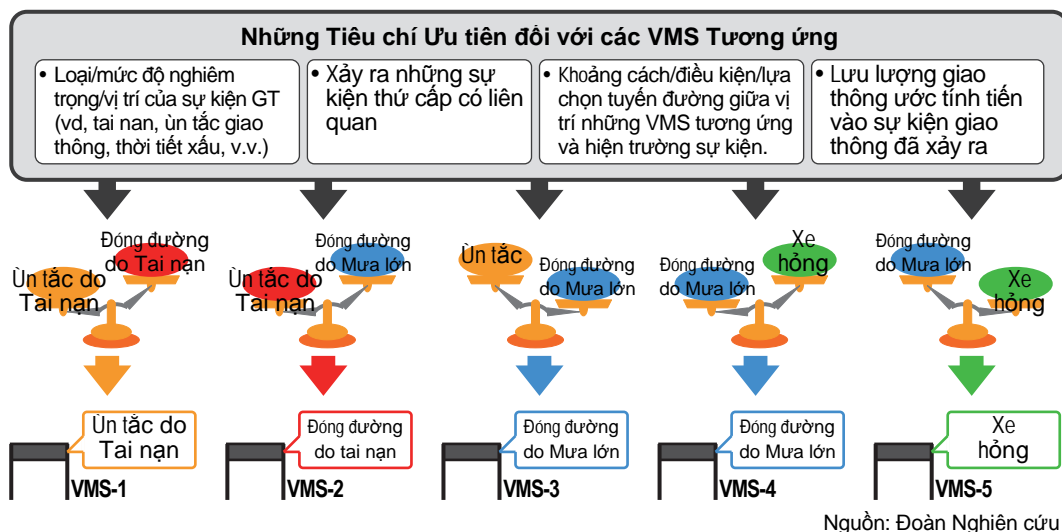 Những Tiêu chí Ưu tiên đối với các VMS Tương ứng
• Loại/mức độ nghiêm
trọng/vị trí của sự kiện GT
(vd, tai nan, ùn tắc giao
thông, thời tiết xấu, v.v.)
• Xảy ra những sự
kiện thứ cấp có liên
quan
• Khoảng cách/điều kiện/lựa
chọn tuyến đường giữa vị
trí những VMS tương ứng
và hiện trường sự kiện.
• Lưu lượng giao
thông ước tính tiến
vào sự kiện giao
thông đã xảy ra
Ùn tắc do
Tai nạn
Đóng đường
do Tai nạn
Ùn tắc do
Tai nạn
Đóng đường
do Mưa lớn
Ùn tắc
Đóng đường
do Mưa lớn
Đóng đường
do Mưa lớn
Xe
hỏng
Đóng đường
do Mưa lớn
Xe
hỏng
Ùn tắc do
Tai nạn
VMS-1
Đóng đường
do tai nạn
VMS-2
Đóng đường
do Mưa lớn
VMS-3
Đóng đường
do Mưa lớn
VMS-4
Xe
hỏng
VMS-5
Nguồn: Đoàn Nghiên cứu